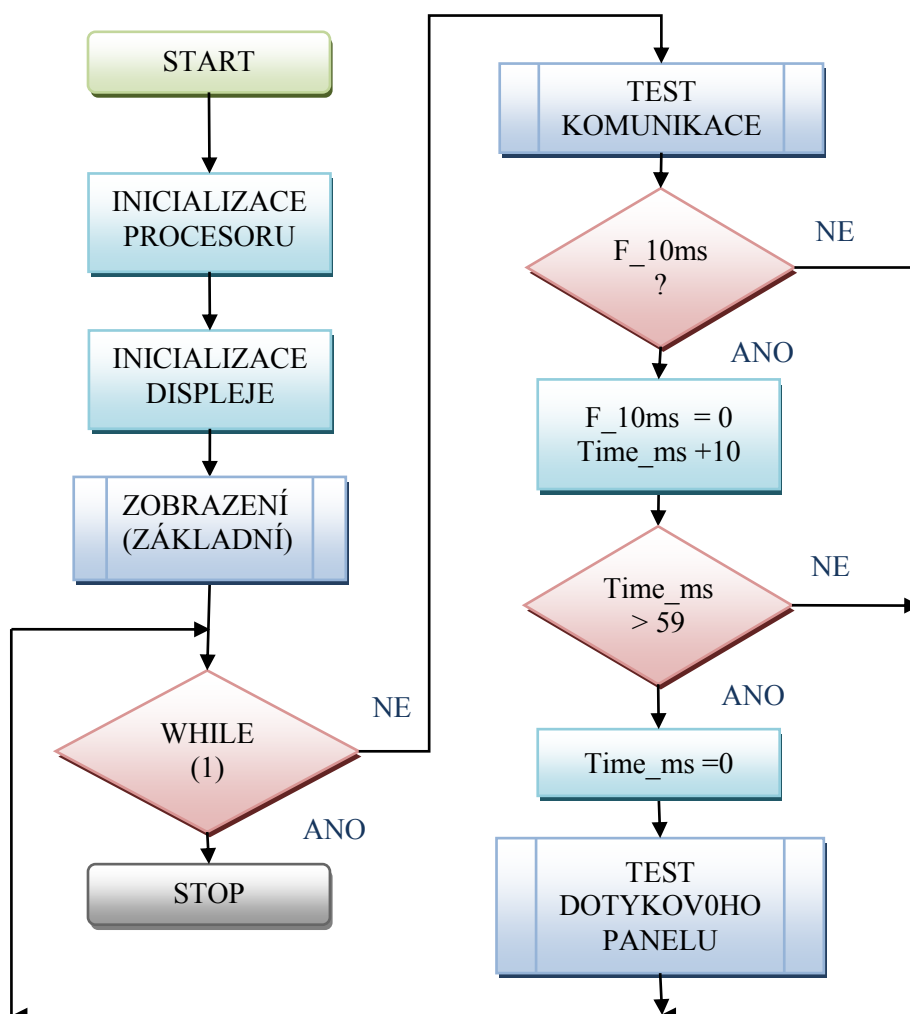 START
INICIALIZACE
PROCESORU
INICIALIZACE
DISPLEJE
ZOBRAZENÍ
(ZÁKLADNÍ)
WHILE
(1)
NE
ANO
STOP
TEST
KOMUNIKACE
F_10ms
?
NE
ANO
F_10ms = 0
Time_ms +10
Time_ms
> 59
NE
ANO
Time_ms =0
TEST
DOTYKOV0HO
PANELU